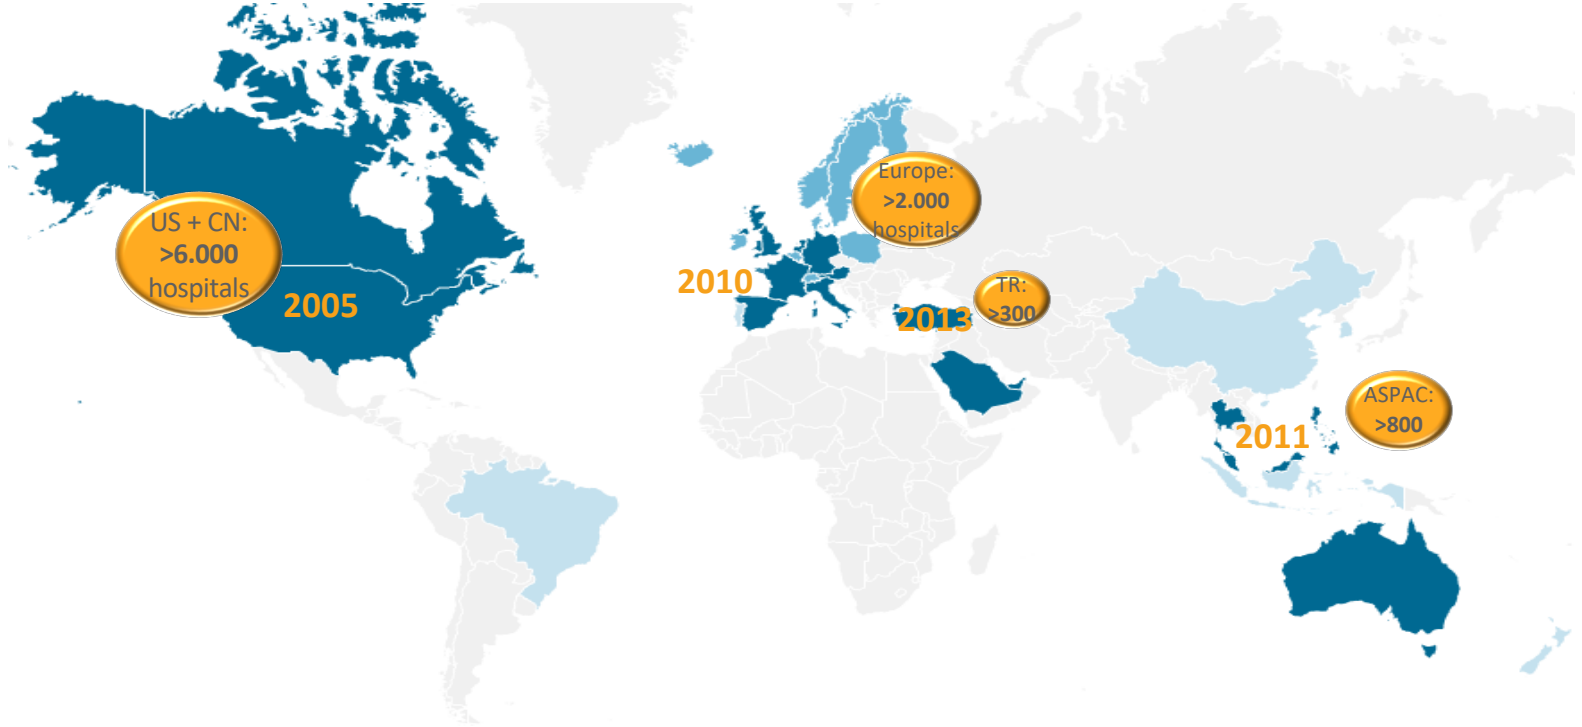 US + CN:
>6.000
hospitals
2005
Europe:
>2.000
hospitals
2010
TR:
>300
2013
ASPAC:
>800
2011